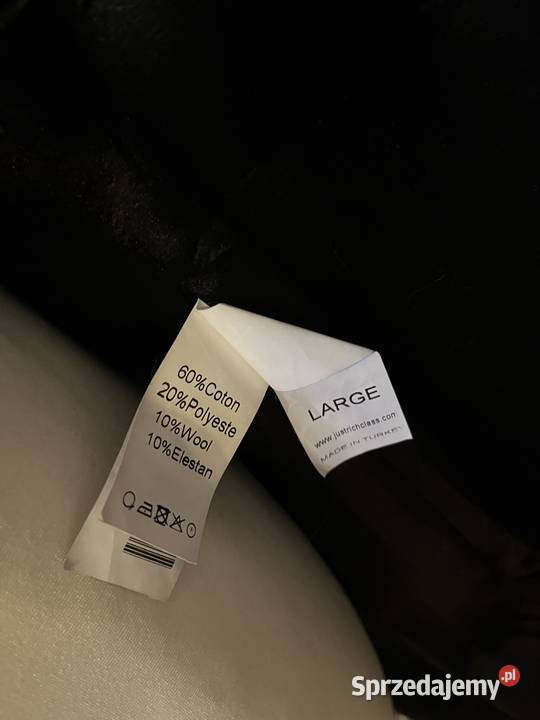 60%Coton
20%Polyeste
10%Wool
10%Elestan
LARGE
www.justrichclass.com
MADE IN TURKEY
Sprzedajemy.pl